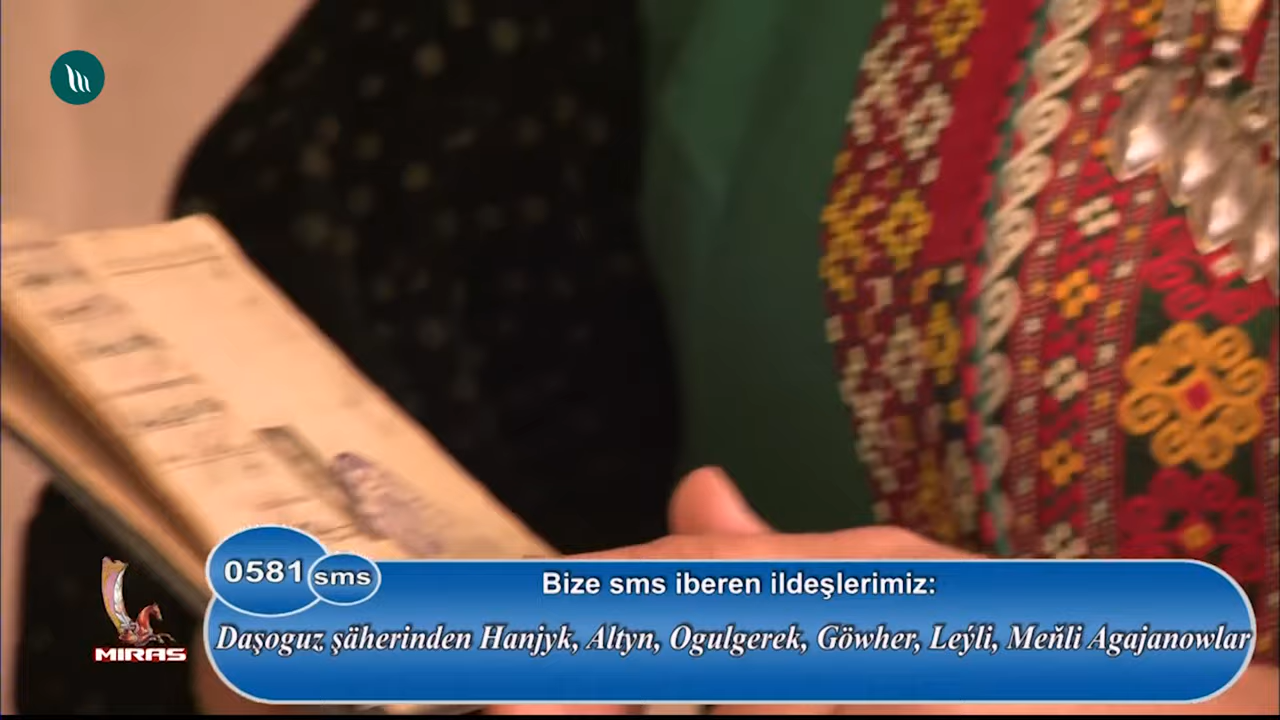 0581 sms
Bize sms iberen ildeşlerimiz:
Daşoguz şäherinden Hanjyk, Altyn, Ogulgerek, Göwher, Leýli, Meňli Agajanowlar
MIRAS